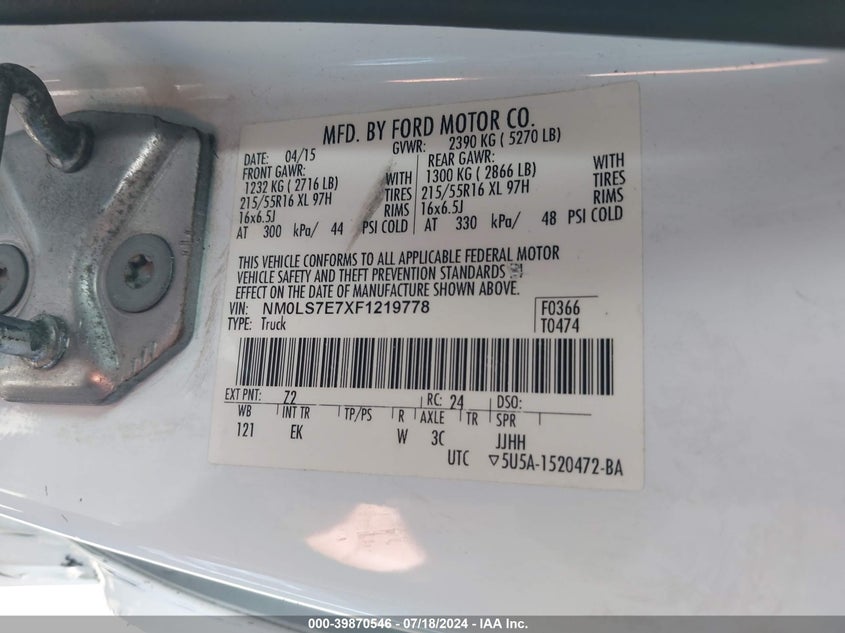 MFD. BY FORD MOTOR CO.
DATE: 04/15 GVWR: 2390 KG ( 5270 LB)
FRONT GAWR: WITH REAR GAWR: WITH
1232 KG ( 2716 LB) TIRES 1300 KG ( 2866 LB) TIRES
215/55R16 XL 97H RIMS 215/55R16 XL 97H RIMS
16x6.5J 16x6.5J
AT 300 kPa/ 44 PSI COLD AT 330 kPa/ 48 PSI COLD
THIS VEHICLE CONFORMS TO ALL APPLICABLE FEDERAL MOTOR
VEHICLE SAFETY AND THEFT PREVENTION STANDARDS IN
EFFECT ON THE DATE OF MANUFACTURE SHOWN ABOVE.
VIN: NM0LS7E7XF1219778 F0366
TYPE: Truck T0474
EXT PNT: Z2 RC: 24 DSO:
WB INT TR TP/PS R AXLE TR SPR
121 EK W 3C JJHH
UTC ▽5U5A-1520472-BA
000-39870546 - 07/18/2024 - IAA Inc.